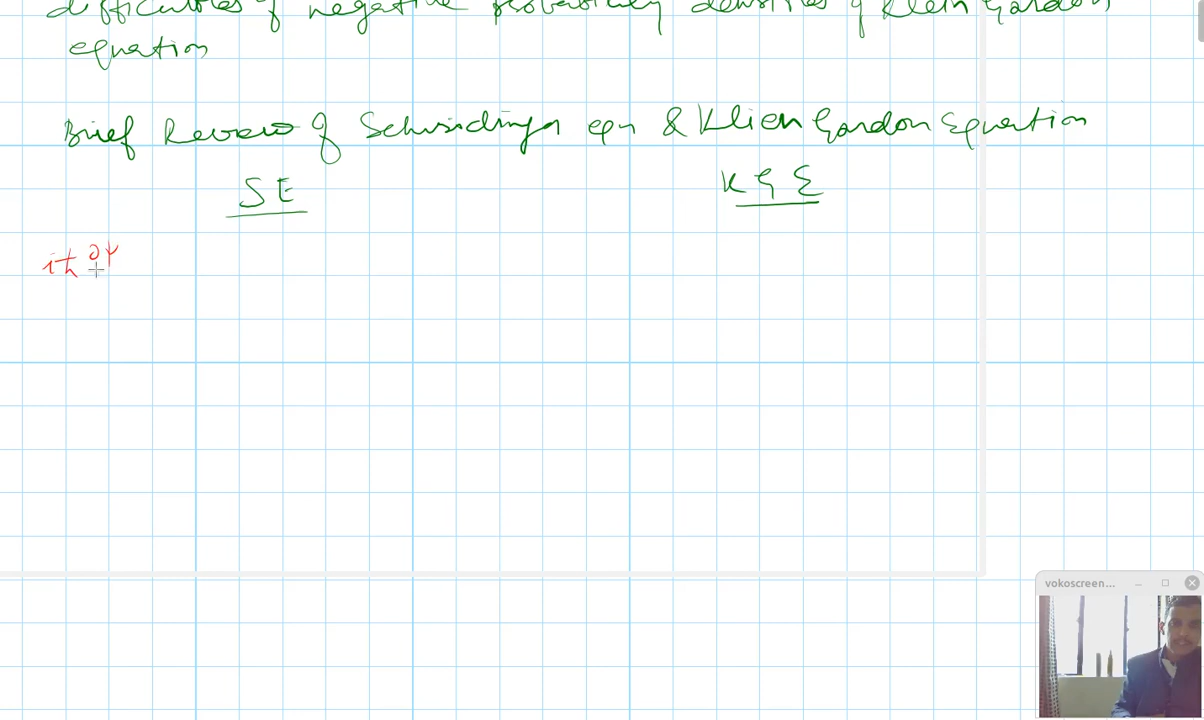 difficulties of negative probability densities of Klein Gordon
equation
Brief Review of Schrodinger eqn & Klien Gordon Equation
SE
KGE
iħ ∂Ψ
vokoscreen...